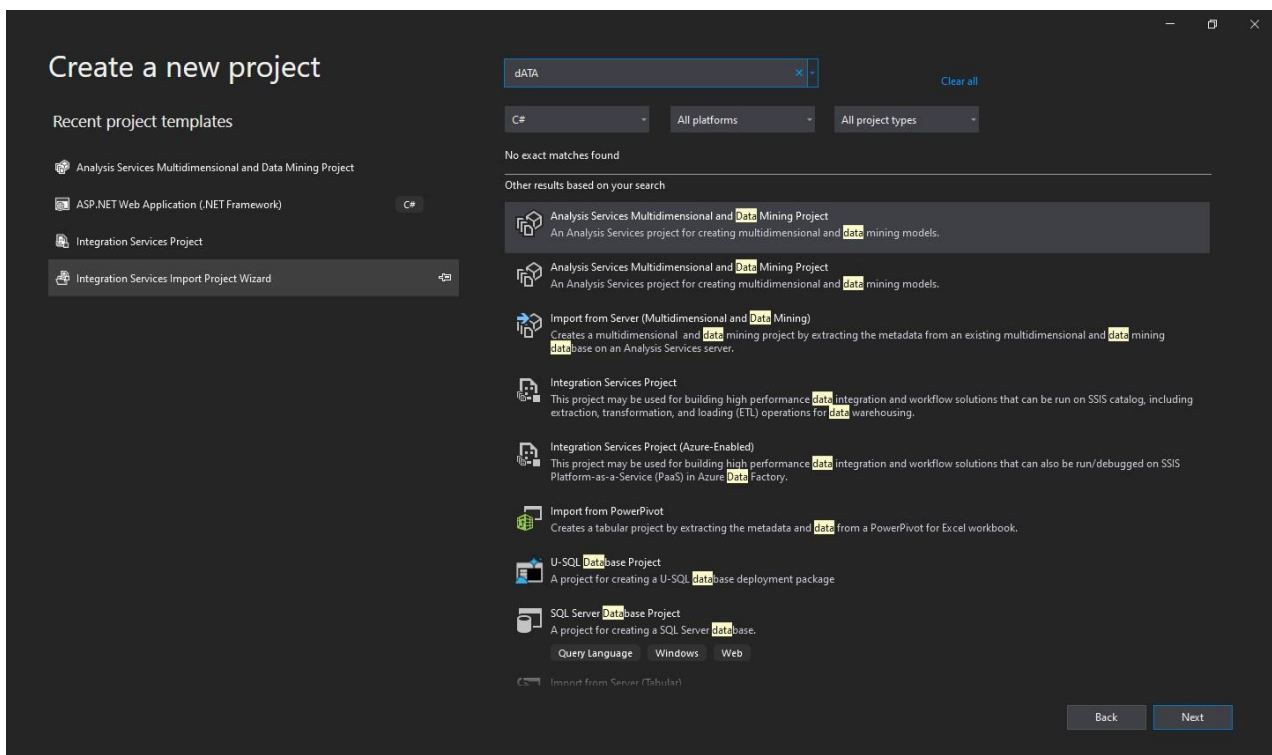 Create a new project
Recent project templates
Analysis Services Multidimensional and Data Mining Project
ASP.NET Web Application (.NET Framework)
C#
Integration Services Project
Integration Services Import Project Wizard
dATA
Clear all
C#
All platforms
All project types
No exact matches found
Other results based on your search
Analysis Services Multidimensional and Data Mining Project
An Analysis Services project for creating multidimensional and data mining models.
Analysis Services Multidimensional and Data Mining Project
An Analysis Services project for creating multidimensional and data mining models.
Import from Server (Multidimensional and Data Mining)
Creates a multidimensional and data mining project by extracting the metadata from an existing multidimensional and data mining
database on an Analysis Services server.
Integration Services Project
This project may be used for building high performance data integration and workflow solutions that can be run on SSIS catalog, including
extraction, transformation, and loading (ETL) operations for data warehousing.
Integration Services Project (Azure-Enabled)
This project may be used for building high performance data integration and workflow solutions that can also be run/debugged on SSIS
Platform-as-a-Service (PaaS) in Azure Data Factory.
Import from PowerPivot
Creates a tabular project by extracting the metadata and data from a PowerPivot for Excel workbook.
U-SQL Database Project
A project for creating a U-SQL database deployment package
SQL Server Database Project
A project for creating a SQL Server database.
Query Language
Windows
Web
Import from Server (Tabular)
Back
Next